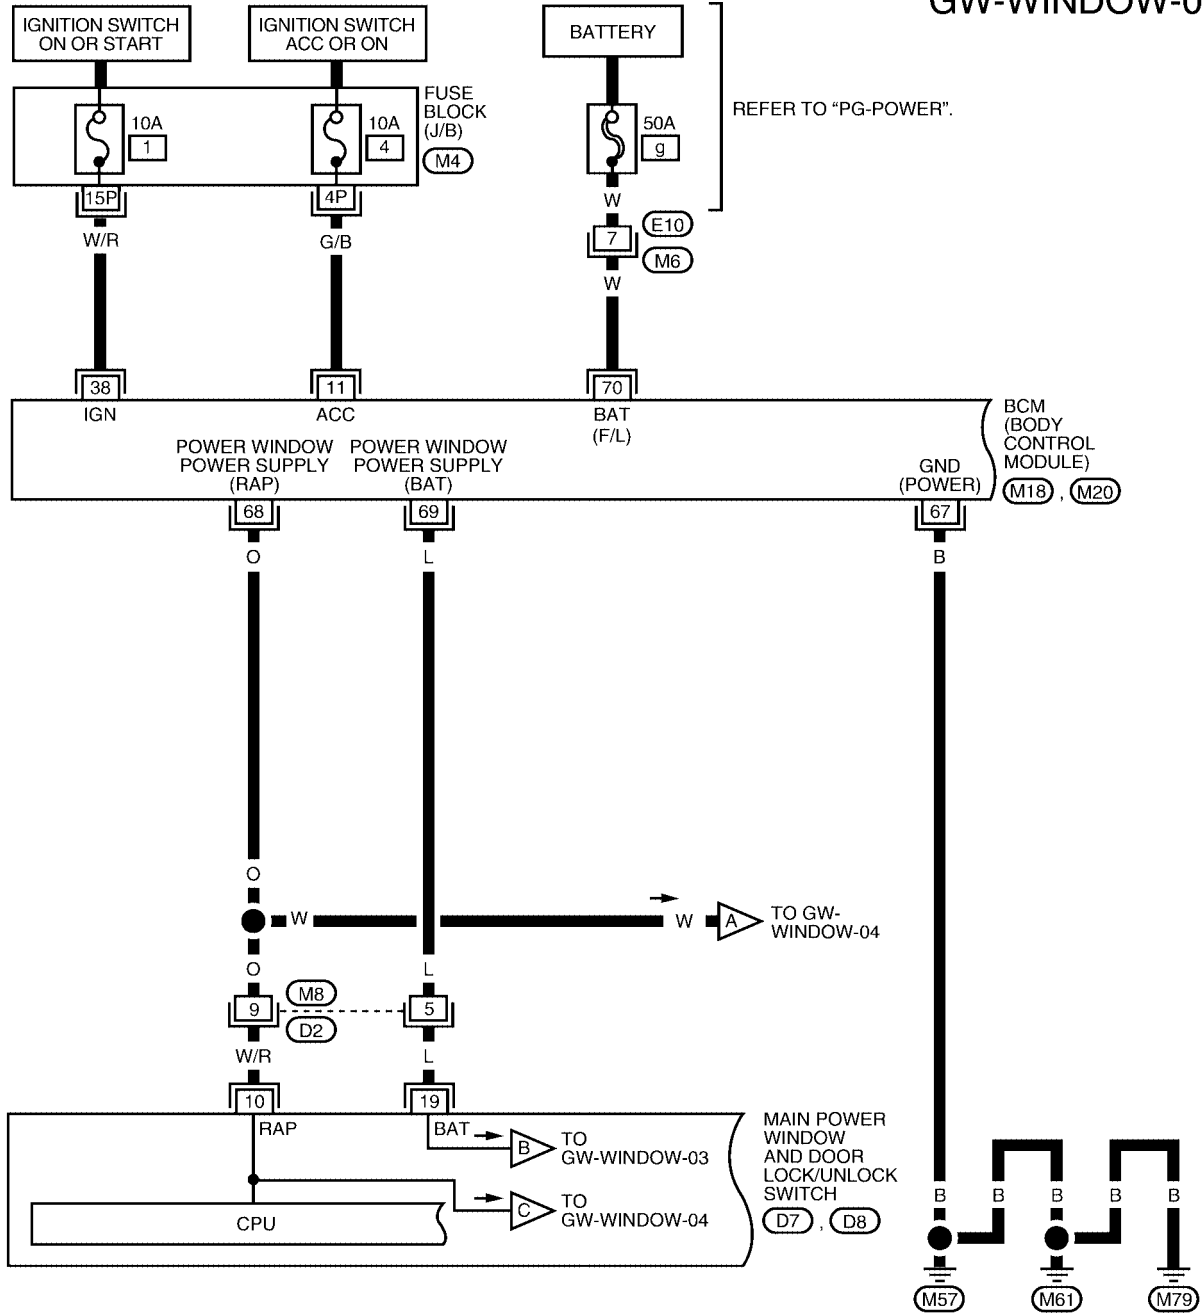 GW-WINDOW-0
IGNITION SWITCH
ON OR START
IGNITION SWITCH
ACC OR ON
BATTERY
REFER TO “PG-POWER”.
FUSE
BLOCK
(J/B)
M4
10A
1
10A
4
50A
g
15P
4P
W
W/R
G/B
7
E10
M6
W
38
11
70
IGN
ACC
BAT
(F/L)
BCM
(BODY
CONTROL
MODULE)
M18 , M20
POWER WINDOW
POWER SUPPLY
(RAP)
POWER WINDOW
POWER SUPPLY
(BAT)
GND
(POWER)
68
69
67
O
L
B
O
W
W
A
TO GW-
WINDOW-04
O
L
9
M8
D2
5
W/R
L
10
19
RAP
BAT
B
TO
GW-WINDOW-03
C
TO
GW-WINDOW-04
CPU
MAIN POWER
WINDOW
AND DOOR
LOCK/UNLOCK
SWITCH
D7 , D8
B
B
B
B
B
M57
M61
M79